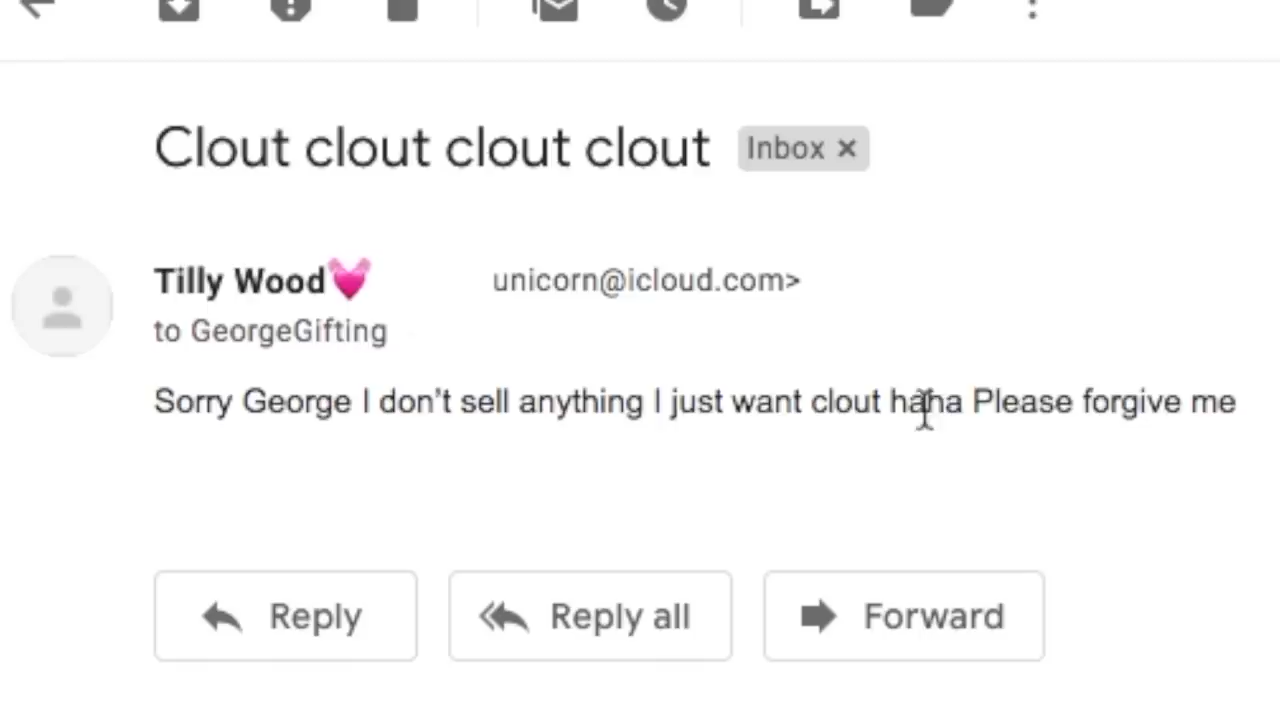 Clout clout clout clout
Inbox ×
Tilly Wood💓 unicorn@icloud.com>
to GeorgeGifting
Sorry George I don't sell anything I just want clout haha Please forgive me
Reply
Reply all
Forward